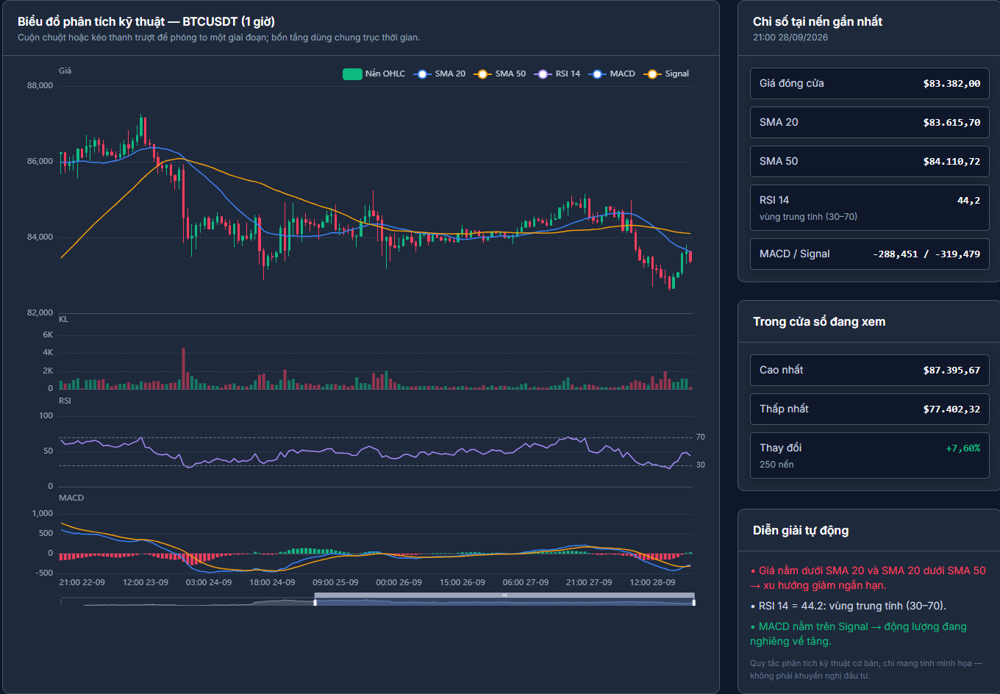 Biểu đồ phân tích kỹ thuật — BTCUSDT (1 giờ)
Cuộn chuột hoặc kéo thanh trượt để phóng to một giai đoạn; bốn tầng dùng chung trục thời gian.
Giá
Nến OHLC
SMA 20
SMA 50
RSI 14
MACD
Signal
88,000
86,000
84,000
82,000
KL
6K
4K
2K
0
RSI
100
50
0
70
30
MACD
1,000
500
0
-500
21:00 22-09
12:00 23-09
03:00 24-09
18:00 24-09
09:00 25-09
00:00 26-09
15:00 26-09
06:00 27-09
21:00 27-09
12:00 28-09
Chỉ số tại nến gần nhất
21:00 28/09/2026
Giá đóng cửa $83.382,00
SMA 20 $83.615,70
SMA 50 $84.110,72
RSI 14 44,2
vùng trung tính (30–70)
MACD / Signal -288,451 / -319,479
Trong cửa sổ đang xem
Cao nhất $87.395,67
Thấp nhất $77.402,32
Thay đổi +7,60%
250 nến
Diễn giải tự động
• Giá nằm dưới SMA 20 và SMA 20 dưới SMA 50
→ xu hướng giảm ngắn hạn.
• RSI 14 = 44.2: vùng trung tính (30–70).
• MACD nằm trên Signal → động lượng đang
nghiêng về tăng.
Quy tắc phân tích kỹ thuật cơ bản, chỉ mang tính minh họa —
không phải khuyến nghị đầu tư.